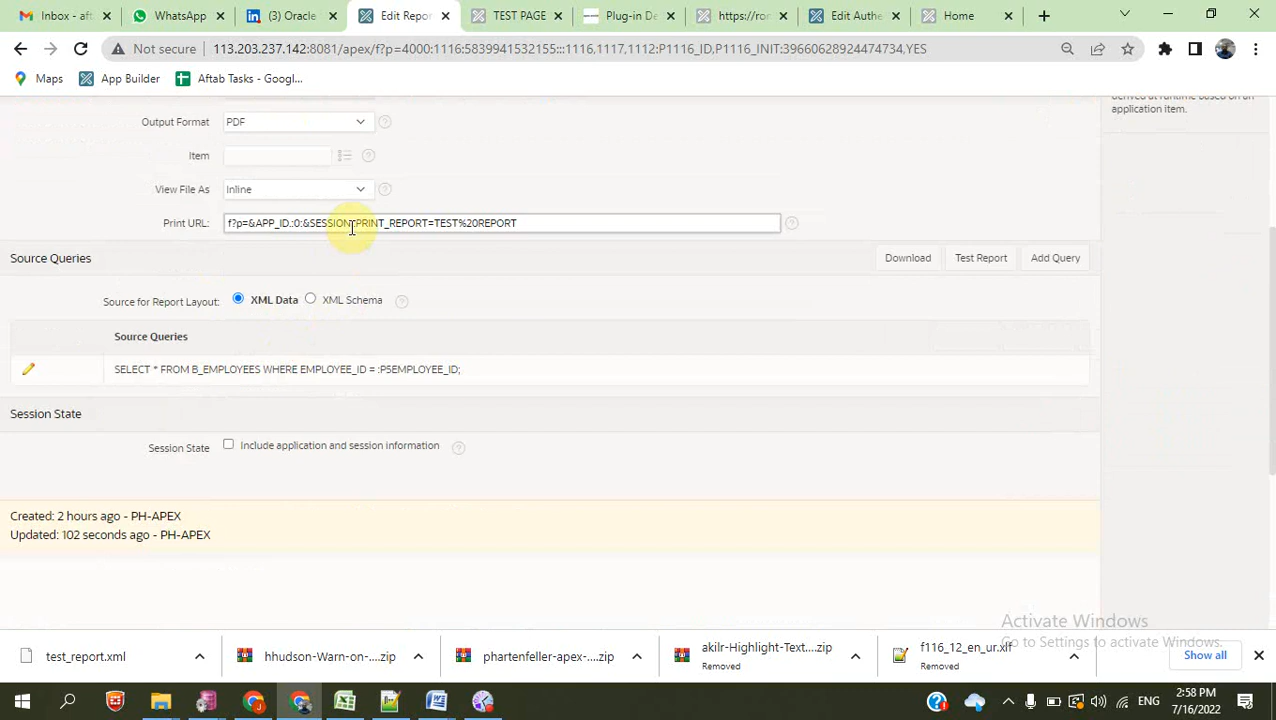 Inbox - aft
WhatsApp
(13) Oracle
Edit Repor
TEST PAGE
Plug-in De
https://ror
Edit Authe
Home
Not secure
113.203.237.142:8081/apex/f?p=4000:1116:5839941532155:::1116,1117,1112:P1116_ID,F1116_INIT:39660628924474734,YES
Maps
App Builder
Aftab Tasks - Googl...
derived at runtime based on an
application item.
Output Format
PDF
Item
View File As
Inline
Print URL:
f?p=&APP_ID.:0:&SESSION.:PRINT_REPORT=TEST%20REPORT
Source Queries
Download
Test Report
Add Query
Source for Report Layout:
XML Data
XML Schema
Source Queries
SELECT * FROM B_EMPLOYEES WHERE EMPLOYEE_ID = :P5EMPLOYEE_ID;
Session State
Session State
Include application and session information
Created: 2 hours ago - PH-APEX
Updated: 102 seconds ago - PH-APEX
Activate Windows
Go to Settings to activate Windows.
test_report.xml
hhudson-Warn-on-....zip
phartenfeller-apex-....zip
akilr-Highlight-Text....zip
Removed
f116_12_en_ur.xlf
Removed
Show all
ENG
2:58 PM
7/16/2022